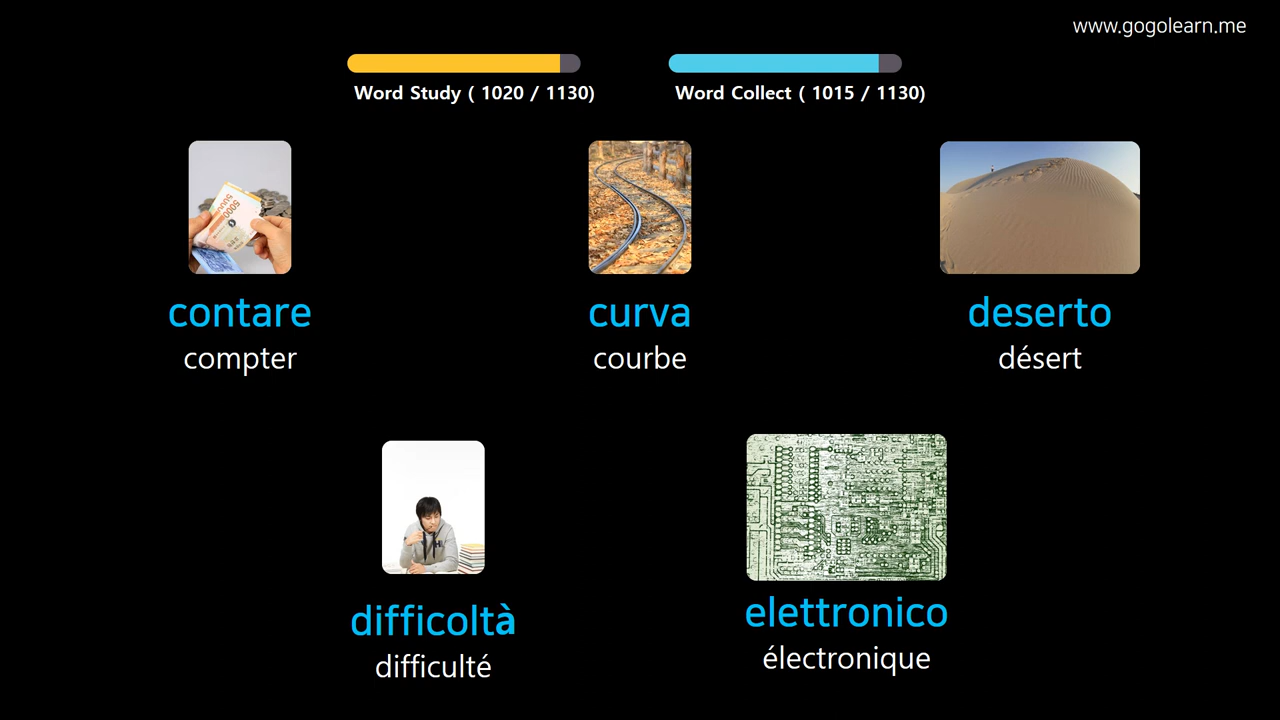 www.gogolearn.me
Word Study ( 1020 / 1130)
Word Collect ( 1015 / 1130)
contare
compter
curva
courbe
deserto
désert
difficoltà
difficulté
elettronico
électronique